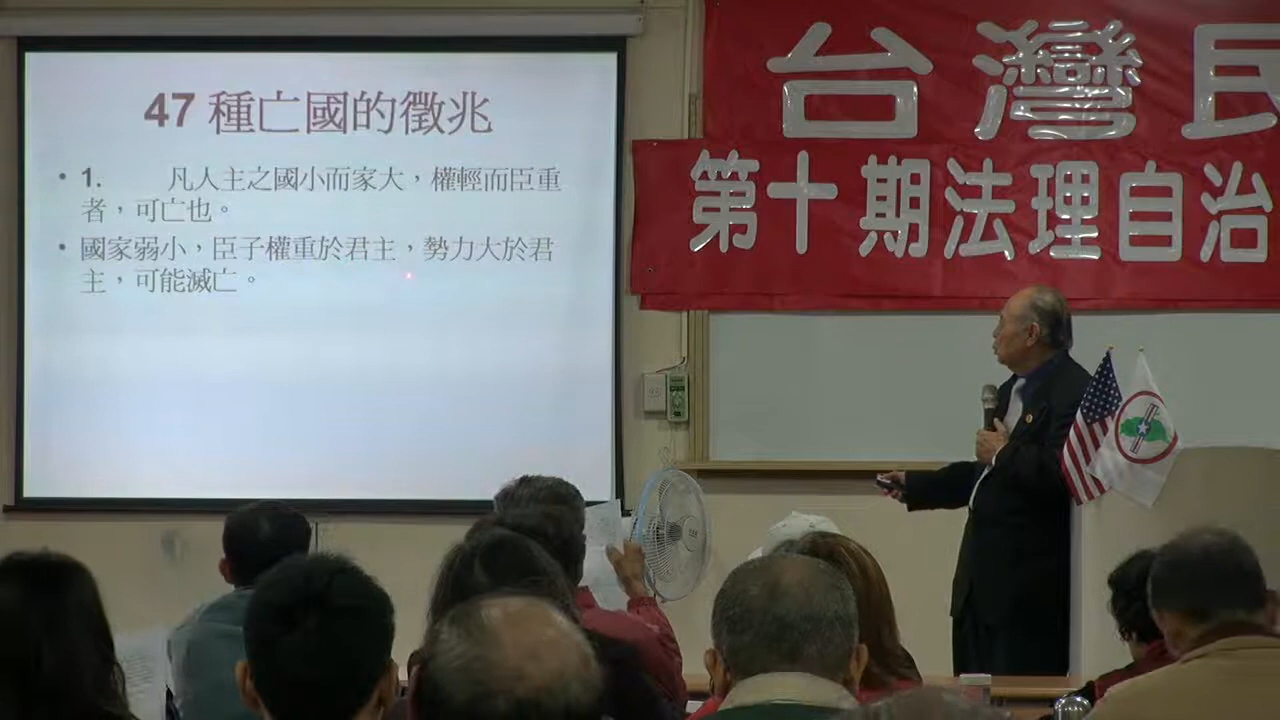 47 種亡國的徵兆
• 1. 凡人主之國小而家大，權輕而臣重
者，可亡也。
• 國家弱小，臣子權重於君主，勢力大於君
主，可能滅亡。
台灣民
第十期法理自治